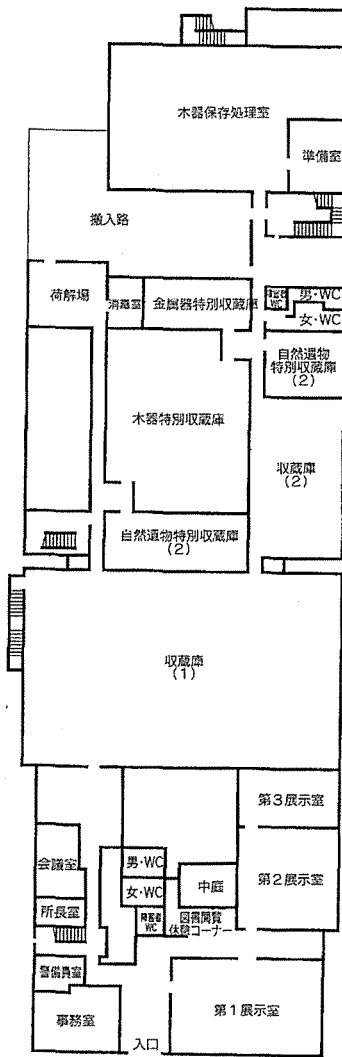 木器保存処理室
準備室
搬入路
荷解場
消毒室
金属器特別収蔵庫
障害者
WC
男・WC
女・WC
自然遺物
特別収蔵庫
(2)
木器特別収蔵庫
収蔵庫
(2)
自然遺物特別収蔵庫
(2)
収蔵庫
(1)
第3展示室
男・WC
会議室
女・WC
中庭
第2展示室
所長室
障害者
WC
図書閲覧
休憩コーナー
警備員室
事務室
入口
第1展示室